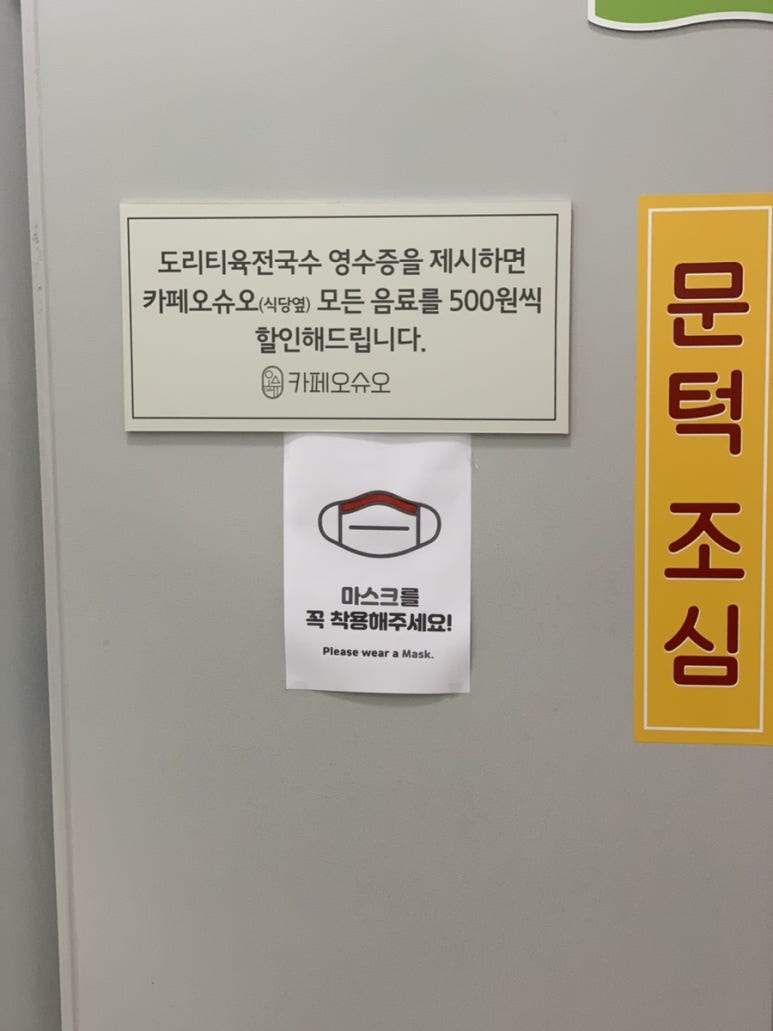 도리티육전국수 영수증을 제시하면
카페오슈오(식당옆) 모든 음료를 500원씩
할인해드립니다.
카페오슈오
마스크를
꼭 착용해주세요!
Please wear a Mask.
문턱 조심